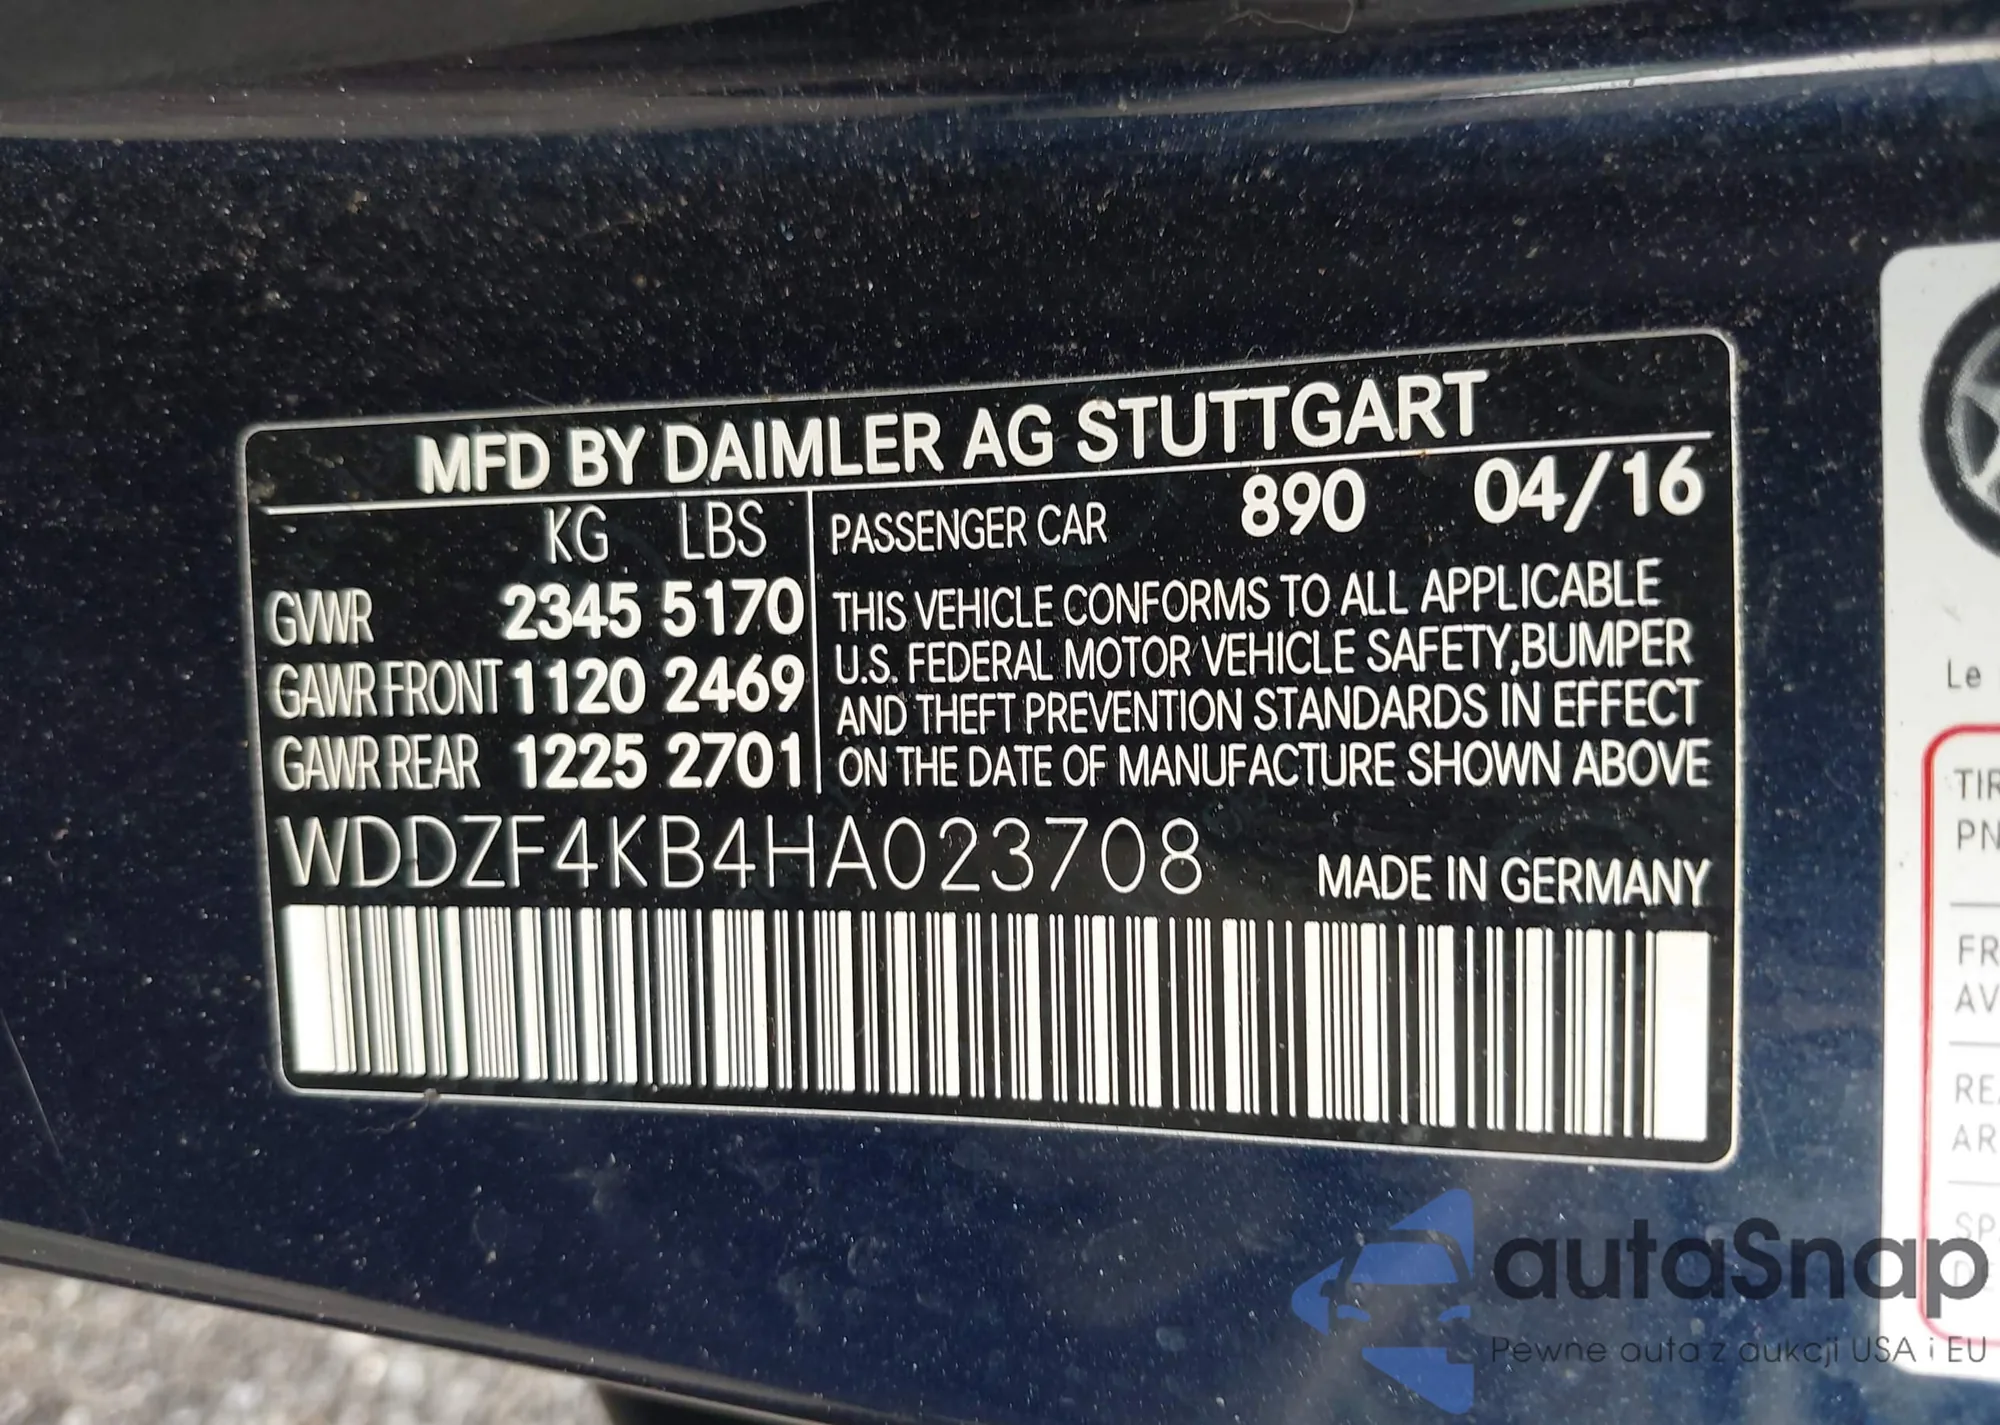 MFD BY DAIMLER AG STUTTGART
KG LBS
GVWR 2345 5170
GAWR FRONT 1120 2469
GAWR REAR 1225 2701
PASSENGER CAR 890 04/16
THIS VEHICLE CONFORMS TO ALL APPLICABLE
U.S. FEDERAL MOTOR VEHICLE SAFETY, BUMPER
AND THEFT PREVENTION STANDARDS IN EFFECT
ON THE DATE OF MANUFACTURE SHOWN ABOVE
WDDZF4KB4HA023708
MADE IN GERMANY
Le
autaSnap
Pewne auta z aukcji USA i EU